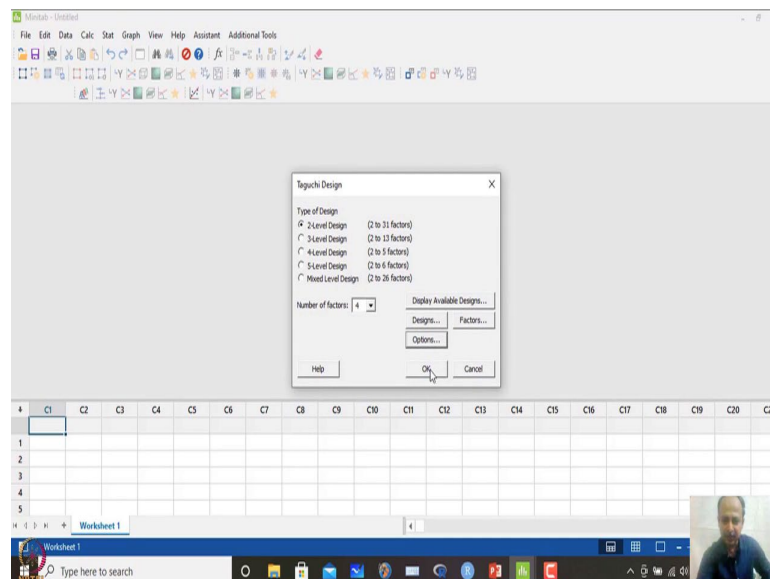 Minitab - Untitled
File Edit Data Calc Stat Graph View Help Assistant Additional Tools
Taguchi Design X
Type of Design
2-Level Design (2 to 31 factors)
3-Level Design (2 to 13 factors)
4-Level Design (2 to 5 factors)
5-Level Design (2 to 6 factors)
Mixed Level Design (2 to 26 factors)
Number of factors: 4
Display Available Designs...
Designs... Factors...
Options...
Help OK Cancel
C1 C2 C3 C4 C5 C6 C7 C8 C9 C10 C11 C12 C13 C14 C15 C16 C17 C18 C19 C20
1
2
3
4
5
Worksheet 1
Worksheet 1
Type here to search